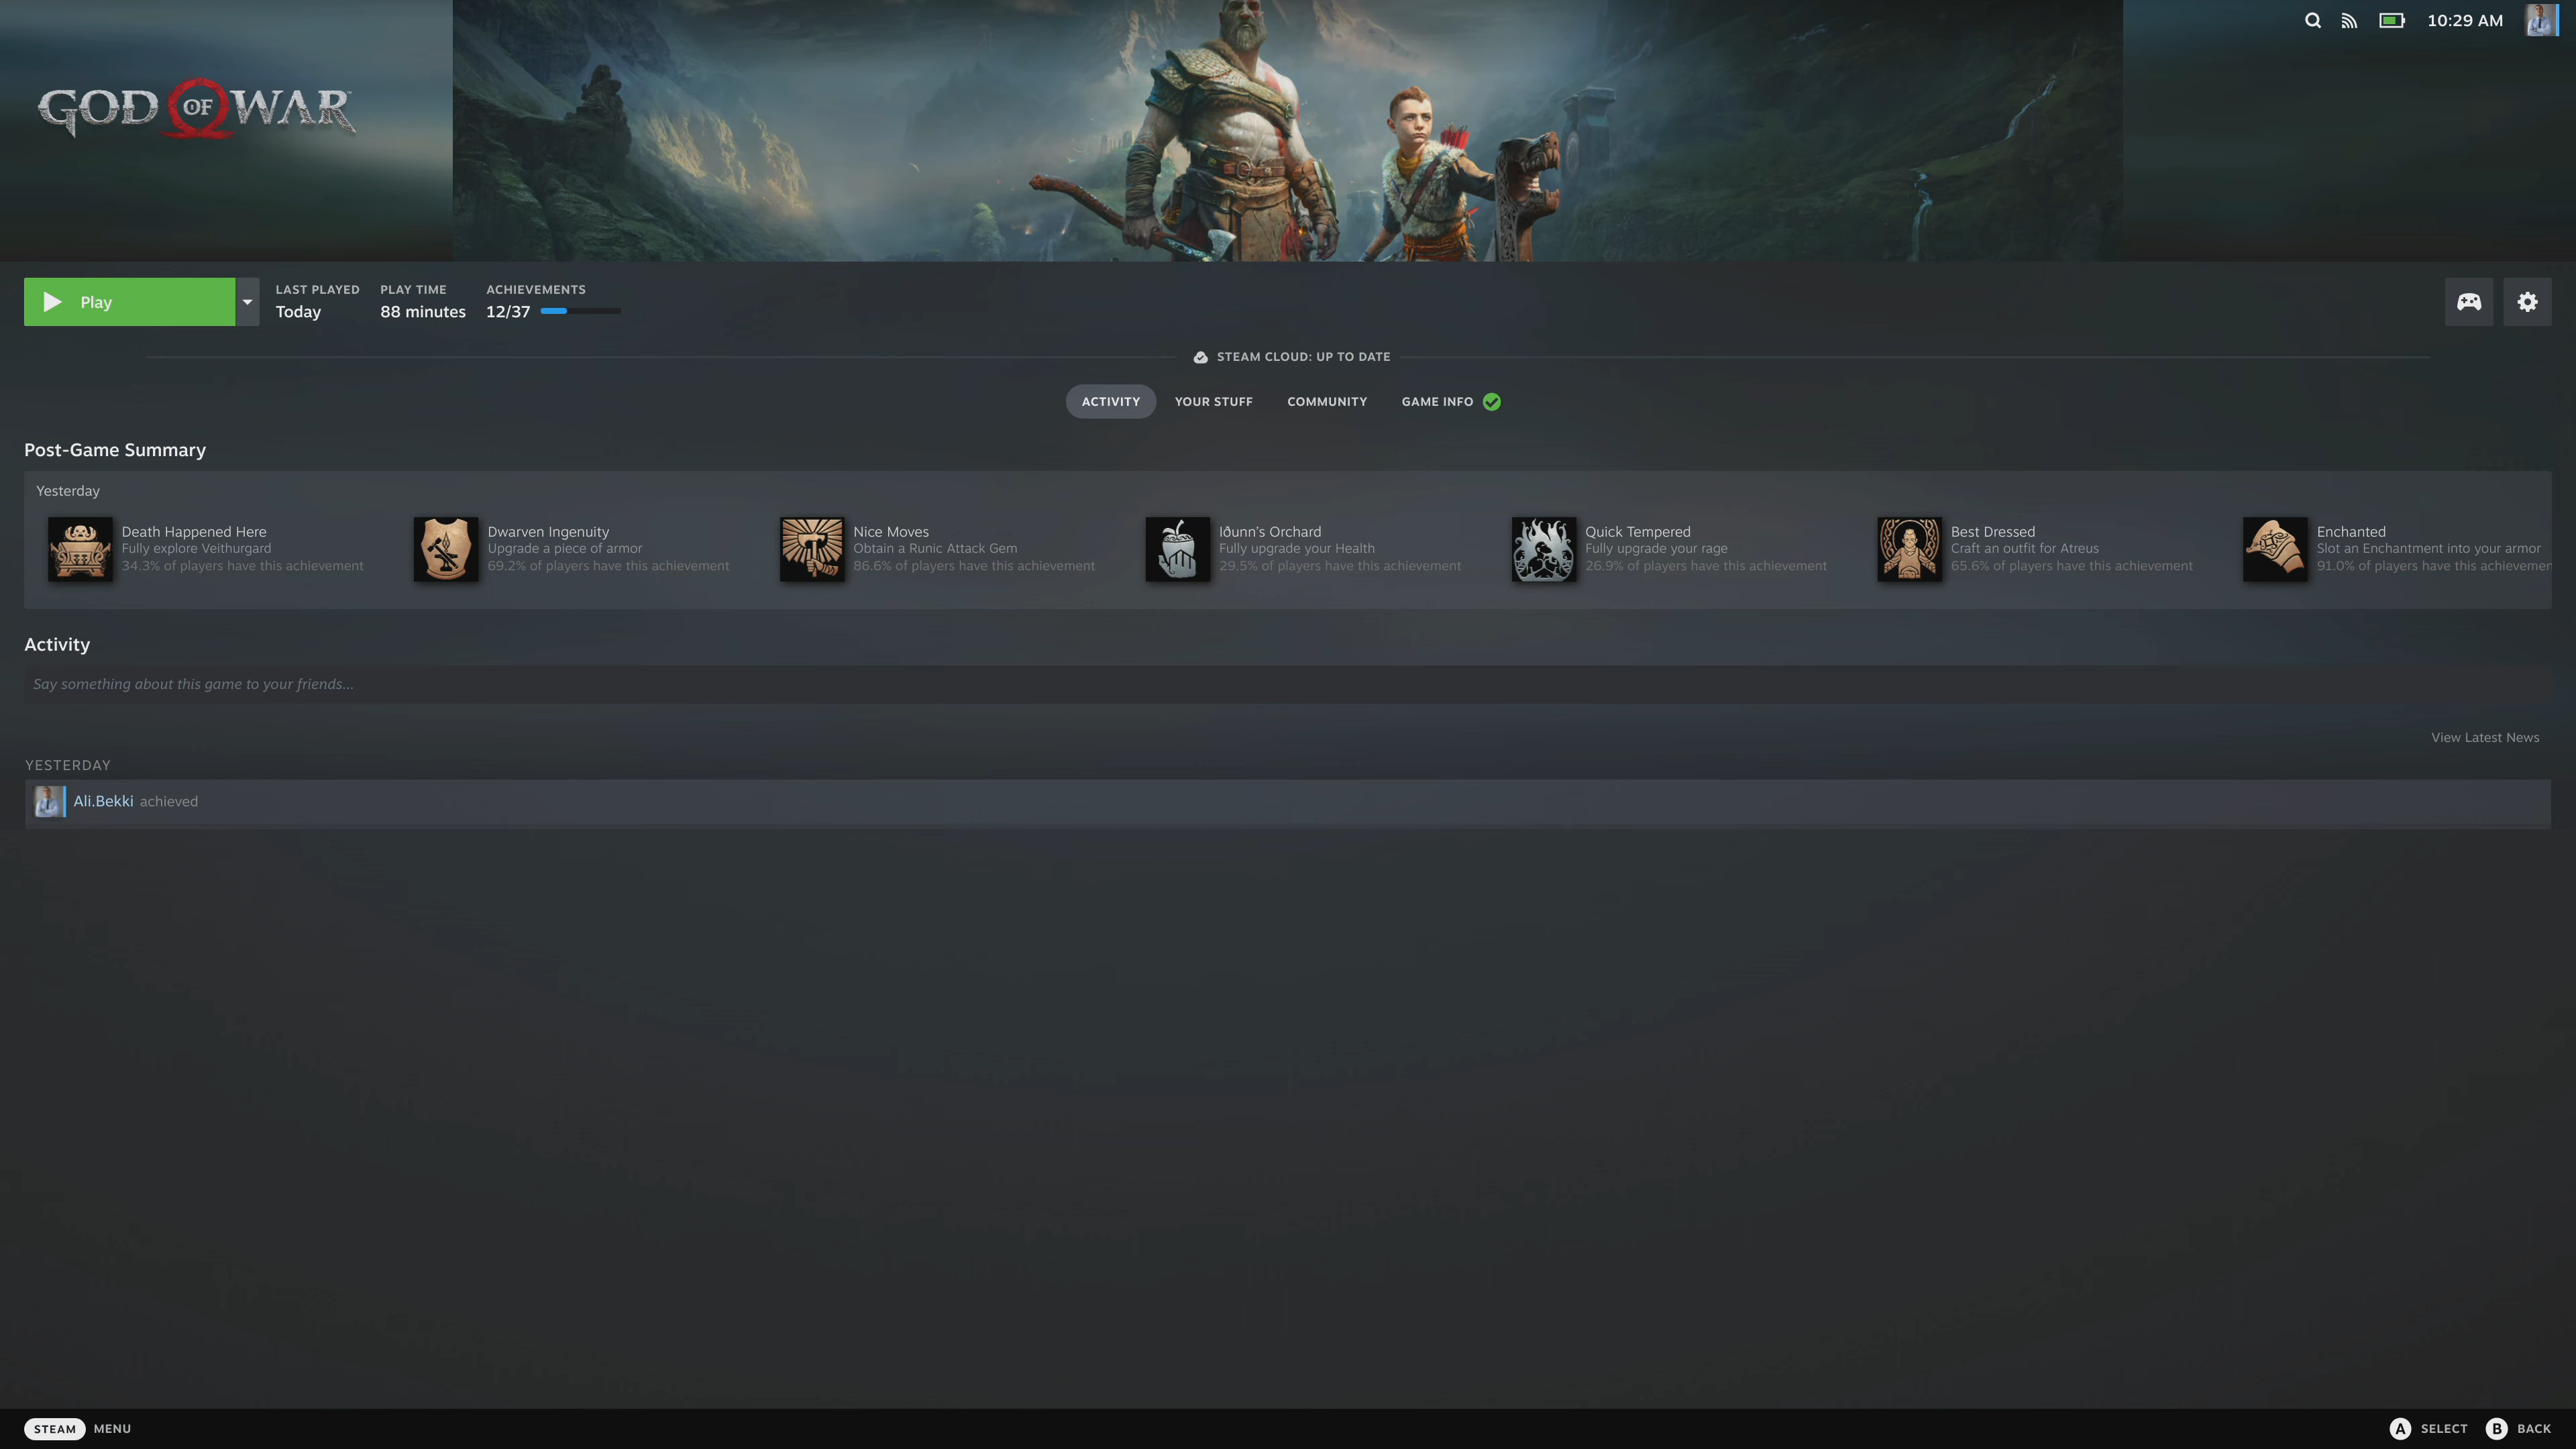 10:29 AM
GOD OF WAR
Play
LAST PLAYED
Today
PLAY TIME
88 minutes
ACHIEVEMENTS
12/37
STEAM CLOUD: UP TO DATE
ACTIVITY
YOUR STUFF
COMMUNITY
GAME INFO
Post-Game Summary
Yesterday
Death Happened Here
Fully explore Veithurgard
34.3% of players have this achievement
Dwarven Ingenuity
Upgrade a piece of armor
69.2% of players have this achievement
Nice Moves
Obtain a Runic Attack Gem
86.6% of players have this achievement
Iðunn's Orchard
Fully upgrade your Health
29.5% of players have this achievement
Quick Tempered
Fully upgrade your rage
26.9% of players have this achievement
Best Dressed
Craft an outfit for Atreus
65.6% of players have this achievement
Enchanted
Slot an Enchantment into your armor
91.0% of players have this achievemen
Activity
Say something about this game to your friends...
View Latest News
YESTERDAY
Ali.Bekki achieved
STEAM MENU
A SELECT B BACK